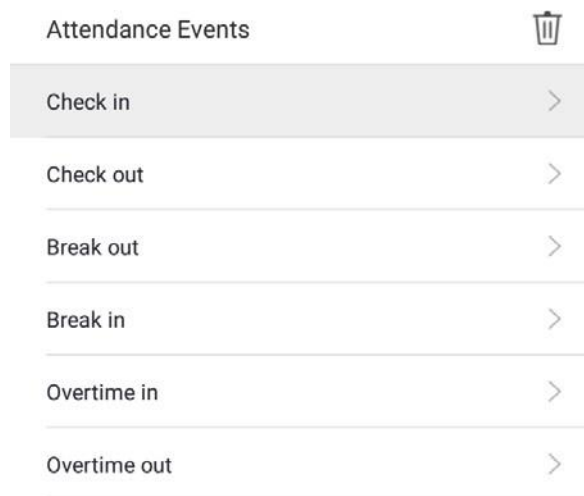 Attendance Events
Check in
Check out
Break out
Break in
Overtime in
Overtime out